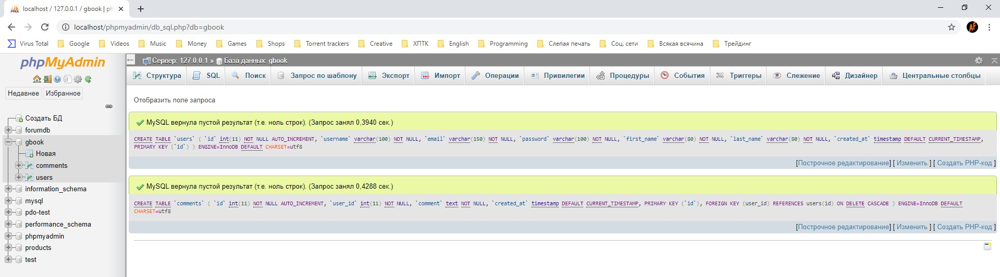 localhost / 127.0.0.1 / gbook | ph
localhost/phpmyadmin/db_sql.php?db=gbook
Virus Total Google Videos Music Money Games Shops Torrent trackers Creative ХПТК English Programming Слепая печать Соц. сети Всякая всячина Трейдинг
phpMyAdmin
Недавнее Избранное
Создать БД
forumdb
gbook
Новая
comments
users
information_schema
mysql
pdo-test
performance_schema
phpmyadmin
products
test
Сервер: 127.0.0.1 » База данных: gbook
Структура SQL Поиск Запрос по шаблону Экспорт Импорт Операции Привилегии Процедуры События Триггеры Слежение Дизайнер Центральные столбцы
Отобразить поле запроса
MySQL вернула пустой результат (т.е. ноль строк). (Запрос занял 0,3940 сек.)
CREATE TABLE `users` ( `id` int(11) NOT NULL AUTO_INCREMENT, `username` varchar(100) NOT NULL, `email` varchar(150) NOT NULL, `password` varchar(100) NOT NULL, `first_name` varchar(80) NOT NULL, `last_name` varchar(80) NOT NULL, `created_at` timestamp DEFAULT CURRENT_TIMESTAMP,
PRIMARY KEY (`id`) ) ENGINE=InnoDB DEFAULT CHARSET=utf8
[Построчное редактирование] [ Изменить ] [ Создать PHP-код ]
MySQL вернула пустой результат (т.е. ноль строк). (Запрос занял 0,4288 сек.)
CREATE TABLE `comments` ( `id` int(11) NOT NULL AUTO_INCREMENT, `user_id` int(11) NOT NULL, `comment` text NOT NULL, `created_at` timestamp DEFAULT CURRENT_TIMESTAMP, PRIMARY KEY (`id`), FOREIGN KEY (user_id) REFERENCES users(id) ON DELETE CASCADE ) ENGINE=InnoDB DEFAULT
CHARSET=utf8
[Построчное редактирование] [ Изменить ] [ Создать PHP-код ]